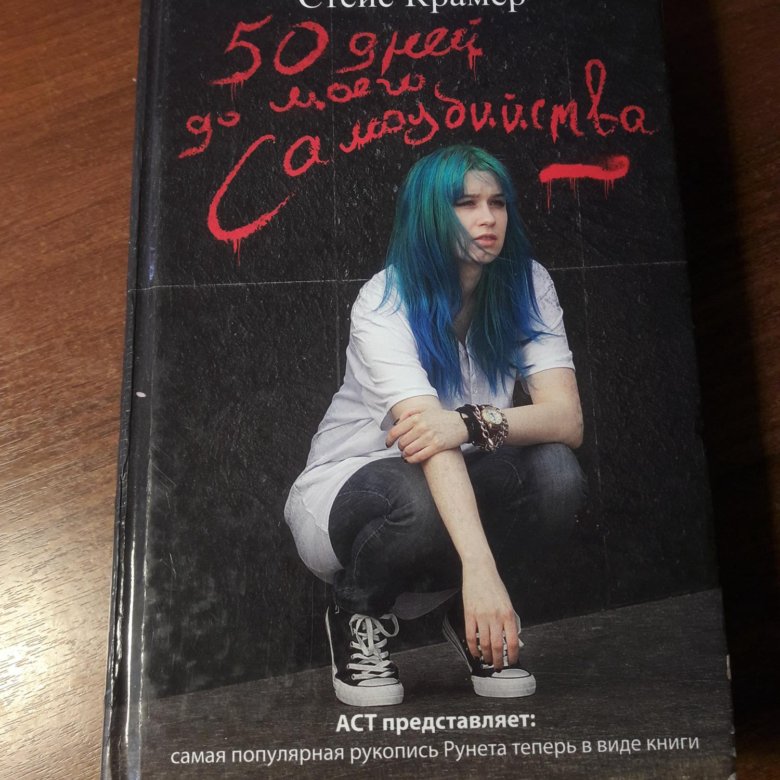 Стейс Крамер
50 дней
до моего
Самоубийства
АСТ представляет:
самая популярная рукопись Рунета теперь в виде книги